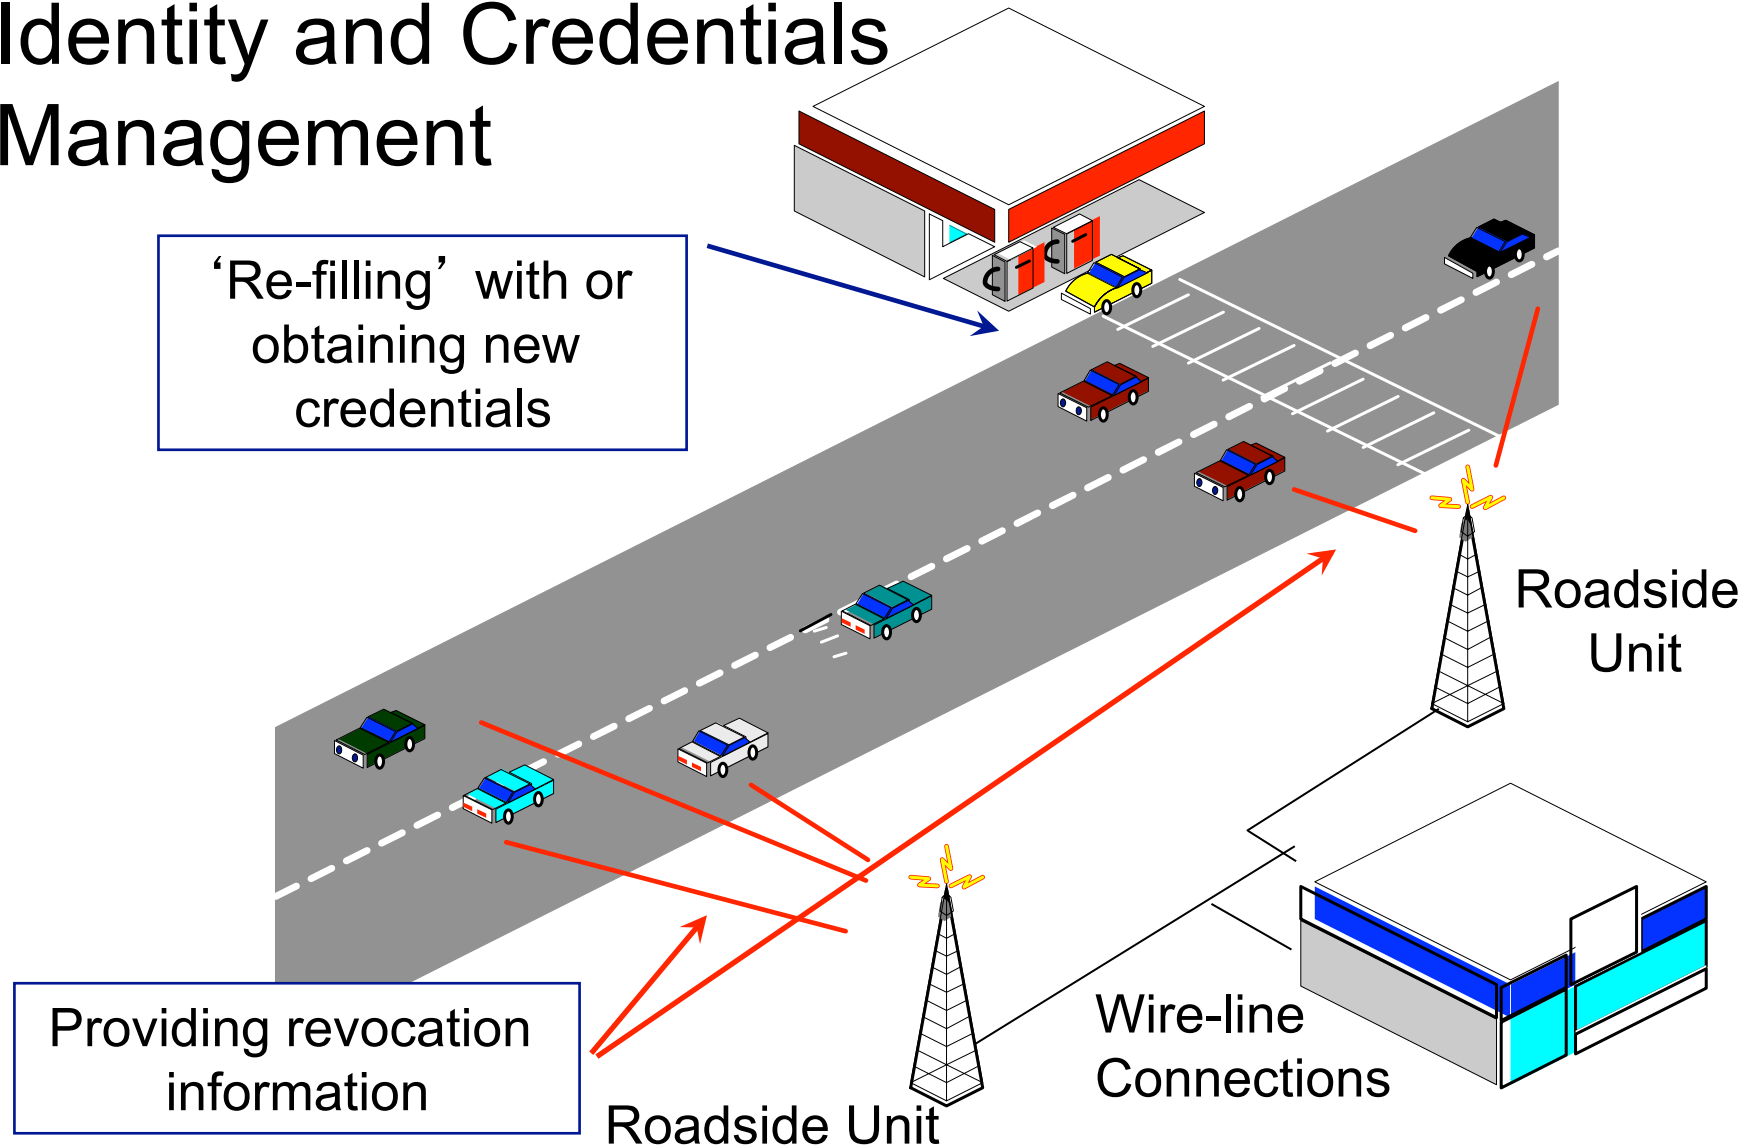 Identity and Credentials
Management
‘Re-filling’ with or
obtaining new
credentials
Roadside
Unit
Providing revocation
information
Wire-line
Connections
Roadside Unit